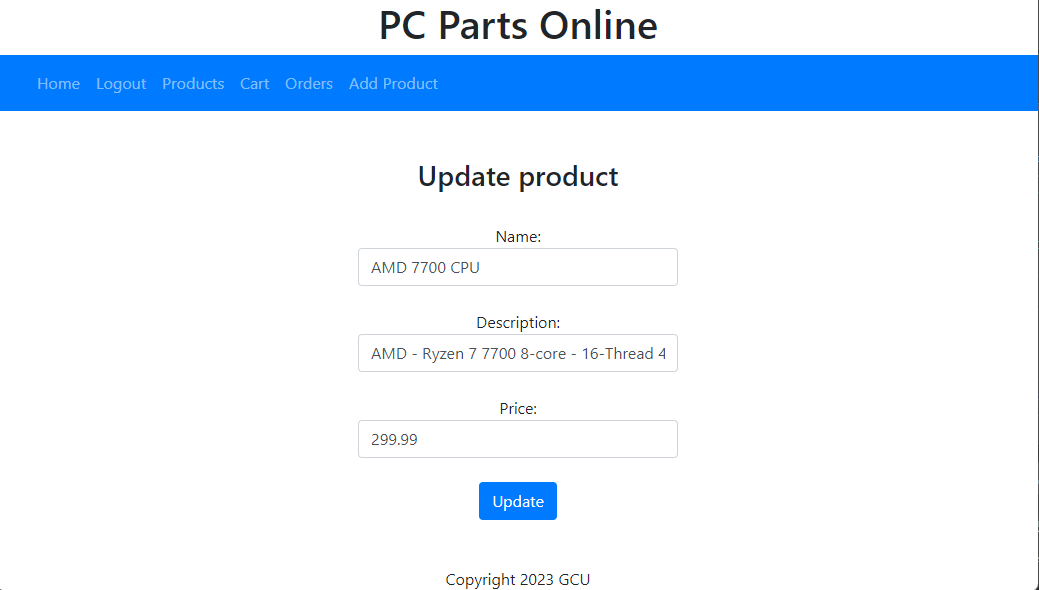 PC Parts Online
Home Logout Products Cart Orders Add Product
Update product
Name:
AMD 7700 CPU
Description:
AMD - Ryzen 7 7700 8-core - 16-Thread 4
Price:
299.99
Update
Copyright 2023 GCU